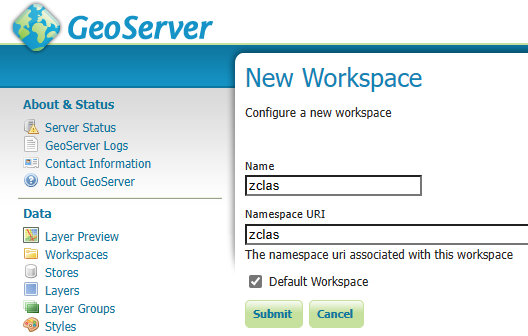 GeoServer
New Workspace
Configure a new workspace
Name
zclas
Namespace URI
zclas
The namespace uri associated with this workspace
Default Workspace
Submit
Cancel
About & Status
Server Status
GeoServer Logs
Contact Information
About GeoServer
Data
Layer Preview
Workspaces
Stores
Layers
Layer Groups
Styles